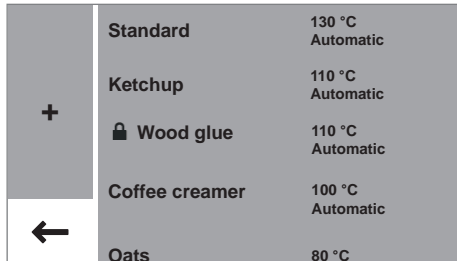 Standard 130 °C
Automatic
Ketchup 110 °C
Automatic
+
Wood glue 110 °C
Automatic
Coffee creamer 100 °C
Automatic
Oats 80 °C